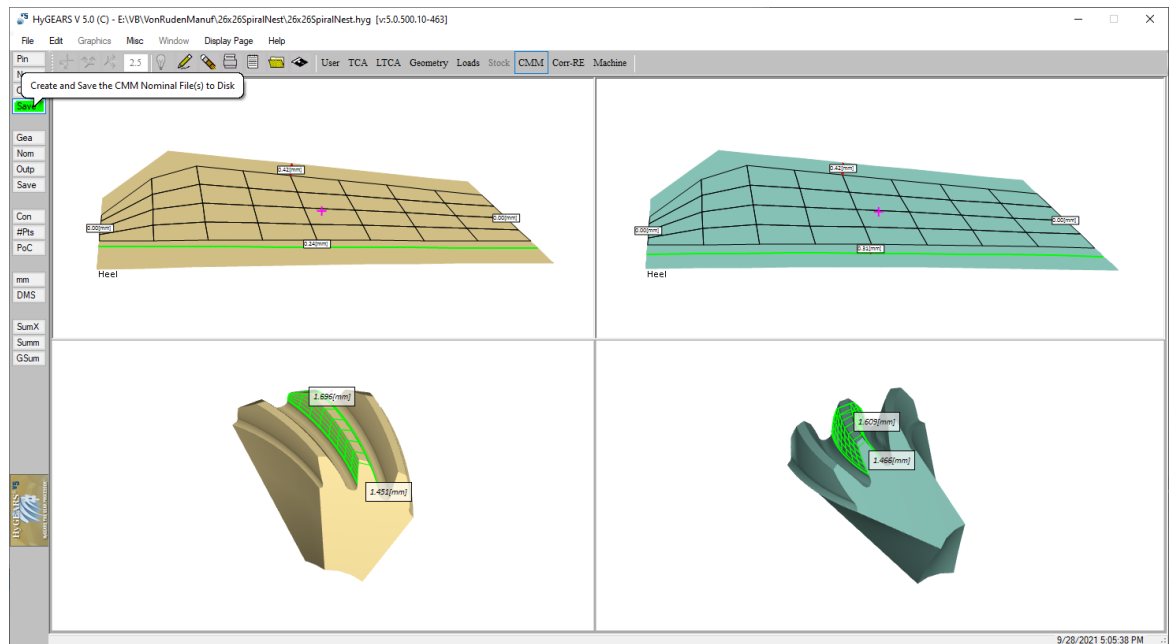 HyGEARS V 5.0 (C) - E:\VB\VonRudenManuf\26x26SpiralNest\26x26SpiralNest.hyg [v:5.0.500.10-463]
File Edit Graphics Misc Window Display Page Help
Pin 2.5 User TCA LTCA Geometry Loads Stock CMM Corr-RE Machine
Create and Save the CMM Nominal File(s) to Disk
Save
Gea
Nom
Outp
Save
Con
#Pts
PoC
mm
DMS
SumX
Summ
GSum
HyGEARS V5
0.42[mm]
0.00[mm]
0.00[mm]
0.24[mm]
Heel
0.42[mm]
0.00[mm]
0.00[mm]
0.31[mm]
Heel
1.696[mm]
1.451[mm]
1.609[mm]
1.466[mm]
9/28/2021 5:05:38 PM